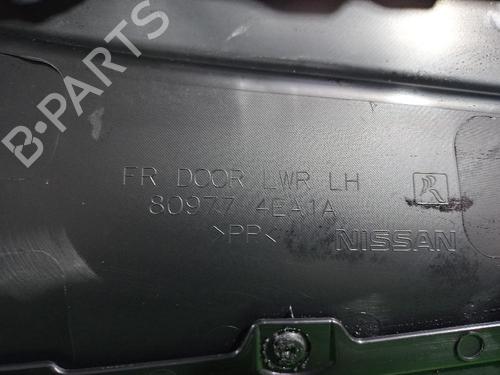 B-PARTS
FR DOOR LWR LH
80977 4EA1A
>PP<
NISSAN
R